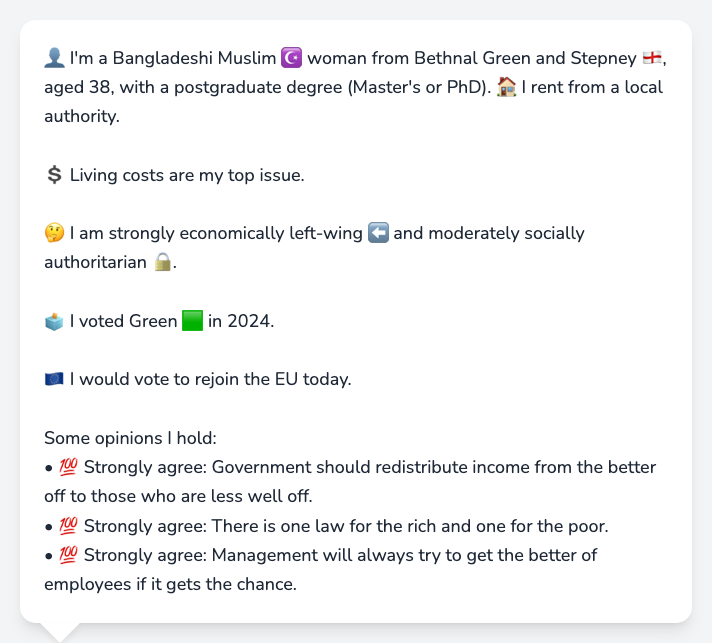 👤 I'm a Bangladeshi Muslim ☪️ woman from Bethnal Green and Stepney 🏴󠁧󠁢󠁥󠁮󠁧󠁿,
aged 38, with a postgraduate degree (Master's or PhD). 🏠 I rent from a local
authority.
💲 Living costs are my top issue.
🤔 I am strongly economically left-wing ⬅️ and moderately socially
authoritarian 🔒.
🗳️ I voted Green 🟩 in 2024.
🇪🇺 I would vote to rejoin the EU today.
Some opinions I hold:
• 💯 Strongly agree: Government should redistribute income from the better
off to those who are less well off.
• 💯 Strongly agree: There is one law for the rich and one for the poor.
• 💯 Strongly agree: Management will always try to get the better of
employees if it gets the chance.